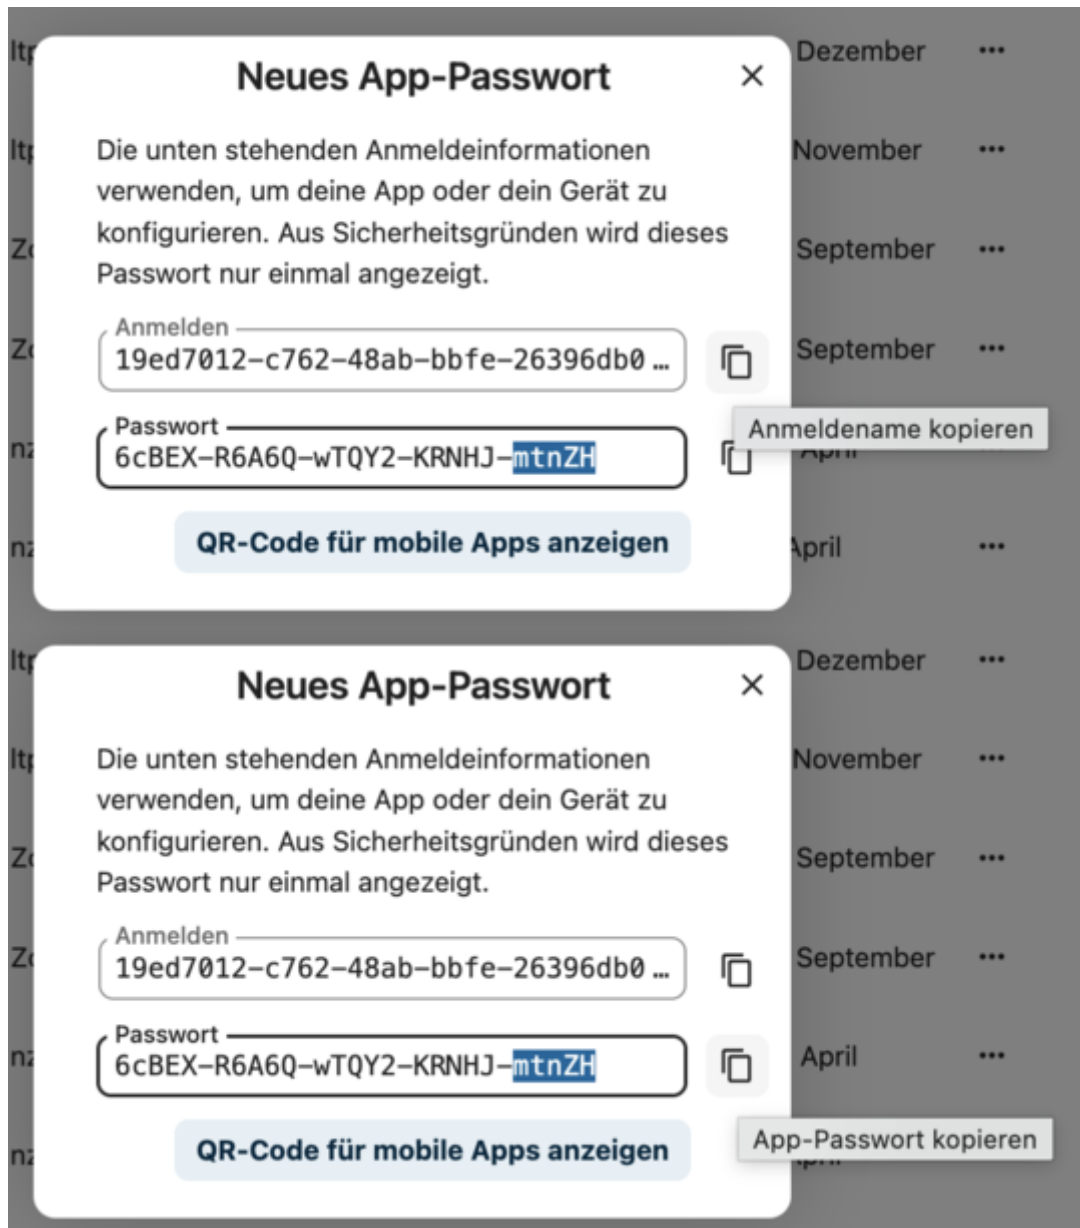 Dezember
Neues App-Passwort
Die unten stehenden Anmeldeinformationen
November
verwenden, um deine App oder dein Gerät zu
konfigurieren. Aus Sicherheitsgründen wird dieses
September
Passwort nur einmal angezeigt.
Anmelden
19ed7012-c762-48ab-bbfe-26396db0 …
September
Passwort
Anmeldename kopieren
6cBEX-R6A6Q-wTQY2-KRNHJ-mtnZH
April
QR-Code für mobile Apps anzeigen
April
Dezember
Neues App-Passwort
Die unten stehenden Anmeldeinformationen
November
verwenden, um deine App oder dein Gerät zu
konfigurieren. Aus Sicherheitsgründen wird dieses
September
Passwort nur einmal angezeigt.
Anmelden
19ed7012-c762-48ab-bbfe-26396db0 …
September
Passwort
6cBEX-R6A6Q-wTQY2-KRNHJ-mtnZH
April
QR-Code für mobile Apps anzeigen
App-Passwort kopieren